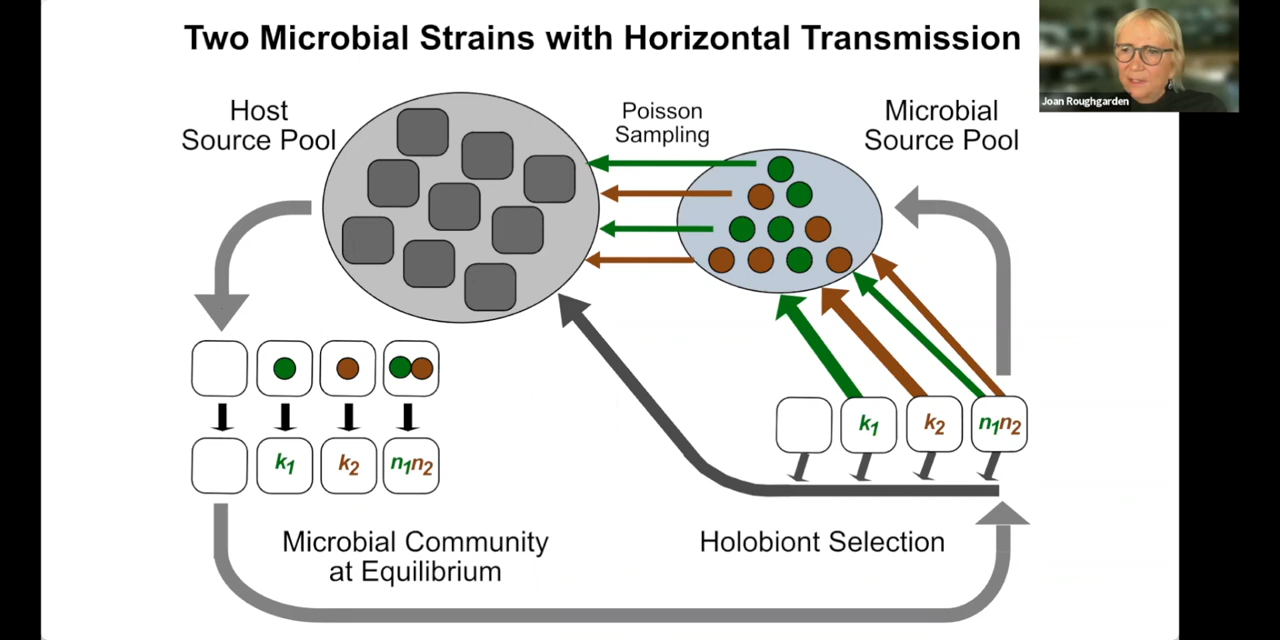 Two Microbial Strains with Horizontal Transmission
Joan Roughgarden
Host
Source Pool
Poisson
Sampling
Microbial
Source Pool
k1
k2
n1n2
k1
k2
n1n2
Microbial Community
at Equilibrium
Holobiont Selection